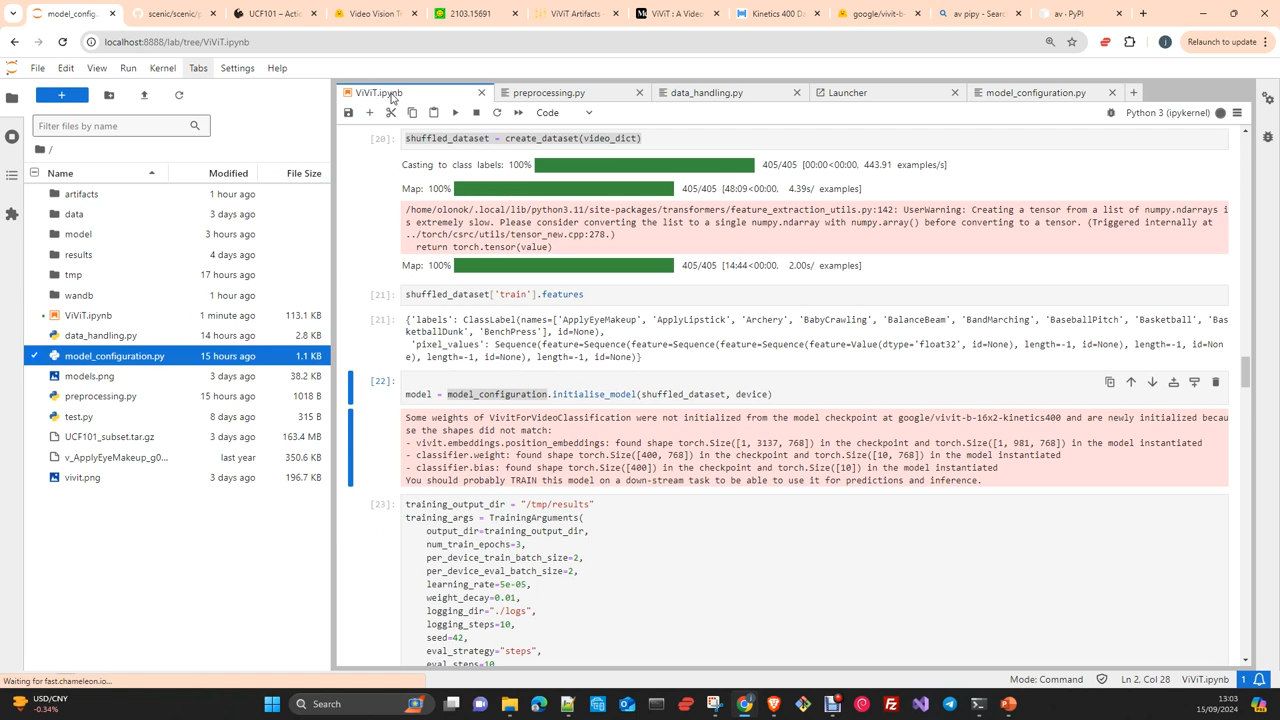 model_config.
scenic/scenic/p
UCF101 – Action
Video Vision T
2103.15691
ViViT Artifacts
ViViT : A Video
Kinetics 400 Da
google/vivit-b
av pipy - Search
av · PyPI
localhost:8888/lab/tree/ViViT.ipynb
Relaunch to update
File Edit View Run Kernel Tabs Settings Help
ViViT.ipynb
preprocessing.py
data_handling.py
Launcher
model_configuration.py
Code
Python 3 (ipykernel)
Filter files by name
/
Name Modified File Size
artifacts 1 hour ago
data 3 days ago
model 3 hours ago
results 3 days ago
tmp 17 hours ago
wandb 1 hour ago
ViViT.ipynb 1 minute ago 113.1 KB
data_handling.py 14 hours ago 2.8 KB
model_configuration.py 15 hours ago 1.1 KB
models.png 3 days ago 38.2 KB
preprocessing.py 15 hours ago 1018 B
test.py 8 days ago 315 B
UCF101_subset.tar.gz 3 days ago 163.4 MB
v_ApplyEyeMakeup_g0... last year 350.6 KB
vivit.png 3 days ago 196.7 KB
[20]: shuffled_dataset = create_dataset(video_dict)
Casting to class labels: 100% 405/405 [00:00<00:00, 443.91 examples/s]
Map: 100% 405/405 [48:09<00:00, 4.39s/ examples]
/home/olonok/.local/lib/python3.11/site-packages/transformers/feature_extraction_utils.py:142: UserWarning: Creating a tensor from a list of numpy.ndarrays i
s extremely slow. Please consider converting the list to a single numpy.ndarray with numpy.array() before converting to a tensor. (Triggered internally at
../torch/csrc/utils/tensor_new.cpp:278.)
return torch.tensor(value)
Map: 100% 405/405 [14:44<00:00, 2.00s/ examples]
[21]: shuffled_dataset['train'].features
[21]: {'labels': ClassLabel(names=['ApplyEyeMakeup', 'ApplyLipstick', 'Archery', 'BabyCrawling', 'BalanceBeam', 'BandMarching', 'BaseballPitch', 'Basketball', 'Bas
ketballDunk', 'BenchPress'], id=None),
'pixel_values': Sequence(feature=Sequence(feature=Sequence(feature=Sequence(feature=Value(dtype='float32', id=None), length=-1, id=None), length=-1, id=Non
e), length=-1, id=None), length=-1, id=None)}
[22]:
model = model_configuration.initialise_model(shuffled_dataset, device)
Some weights of VivitForVideoClassification were not initialized from the model checkpoint at google/vivit-b-16x2-kinetics400 and are newly initialized becau
se the shapes did not match:
- vivit.embeddings.position_embeddings: found shape torch.Size([1, 3137, 768]) in the checkpoint and torch.Size([1, 981, 768]) in the model instantiated
- classifier.weight: found shape torch.Size([400, 768]) in the checkpoint and torch.Size([10, 768]) in the model instantiated
- classifier.bias: found shape torch.Size([400]) in the checkpoint and torch.Size([10]) in the model instantiated
You should probably TRAIN this model on a down-stream task to be able to use it for predictions and inference.
[23]: training_output_dir = "/tmp/results"
training_args = TrainingArguments(
output_dir=training_output_dir,
num_train_epochs=3,
per_device_train_batch_size=2,
per_device_eval_batch_size=2,
learning_rate=5e-05,
weight_decay=0.01,
logging_dir="./logs",
logging_steps=10,
seed=42,
eval_strategy="steps",
eval_steps=10
Waiting for fast.chameleon.io...
Mode: Command Ln 2, Col 28 ViViT.ipynb 1
USD/CNY
-0.34%
Search
13:03
15/09/2024